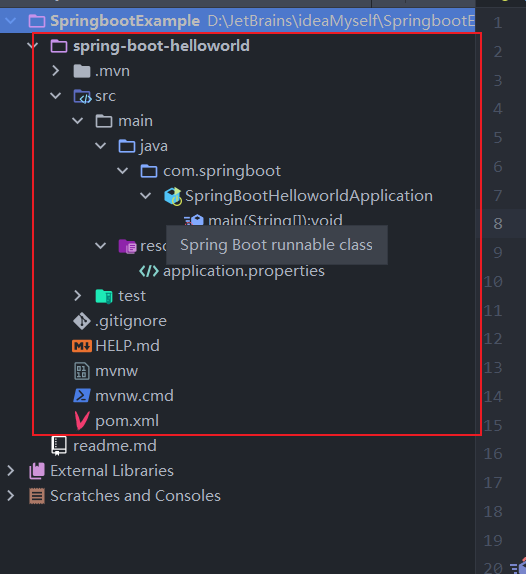 SpringbootExample D:\JetBrains\ideaMyself\SpringbootE
spring-boot-helloworld
.mvn
src
main
java
com.springboot
SpringBootHelloworldApplication
main(String[]):void
Spring Boot runnable class
application.properties
test
.gitignore
HELP.md
mvnw
mvnw.cmd
pom.xml
readme.md
External Libraries
Scratches and Consoles
1
2
3
4
5
6
7
8
9
10
11
12
13
14
15
16
17
18
19
20